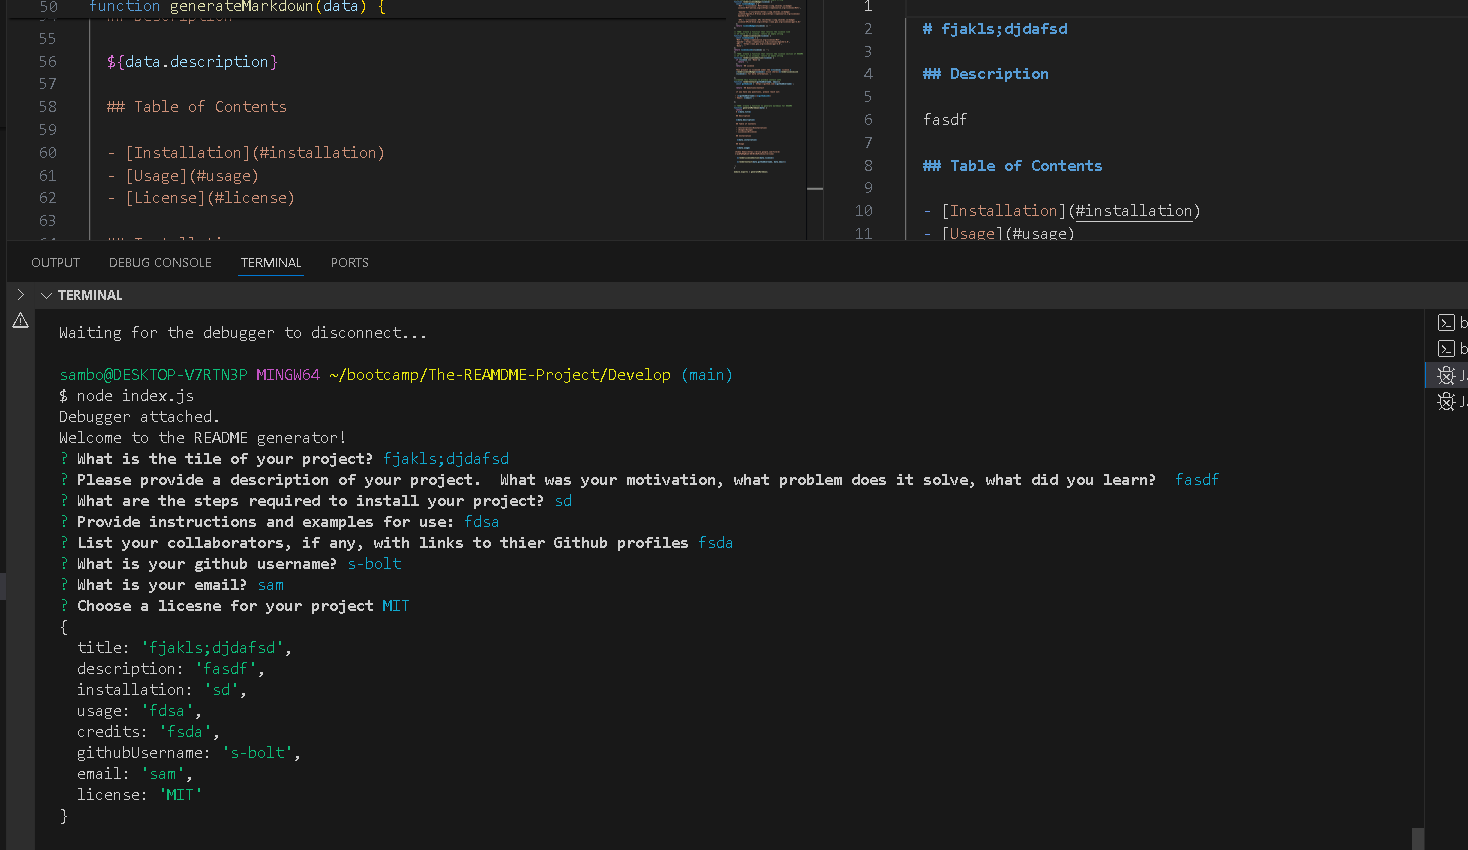 50 function generateMarkdown(data) {
55
56 ${data.description}
57
58 ## Table of Contents
59
60 - [Installation](#installation)
61 - [Usage](#usage)
62 - [License](#license)
63
1
2 # fjakls;djdafsd
3
4 ## Description
5
6 fasdf
7
8 ## Table of Contents
9
10 - [Installation](#installation)
11 - [Usage](#usage)
OUTPUT DEBUG CONSOLE TERMINAL PORTS
TERMINAL
Waiting for the debugger to disconnect...
sambo@DESKTOP-V7RTN3P MINGW64 ~/bootcamp/The-REAMDME-Project/Develop (main)
$ node index.js
Debugger attached.
Welcome to the README generator!
? What is the tile of your project? fjakls;djdafsd
? Please provide a description of your project.  What was your motivation, what problem does it solve, what did you learn?  fasdf
? What are the steps required to install your project? sd
? Provide instructions and examples for use: fdsa
? List your collaborators, if any, with links to thier Github profiles fsda
? What is your github username? s-bolt
? What is your email? sam
? Choose a licesne for your project MIT
{
title: 'fjakls;djdafsd',
description: 'fasdf',
installation: 'sd',
usage: 'fdsa',
credits: 'fsda',
githubUsername: 's-bolt',
email: 'sam',
license: 'MIT'
}